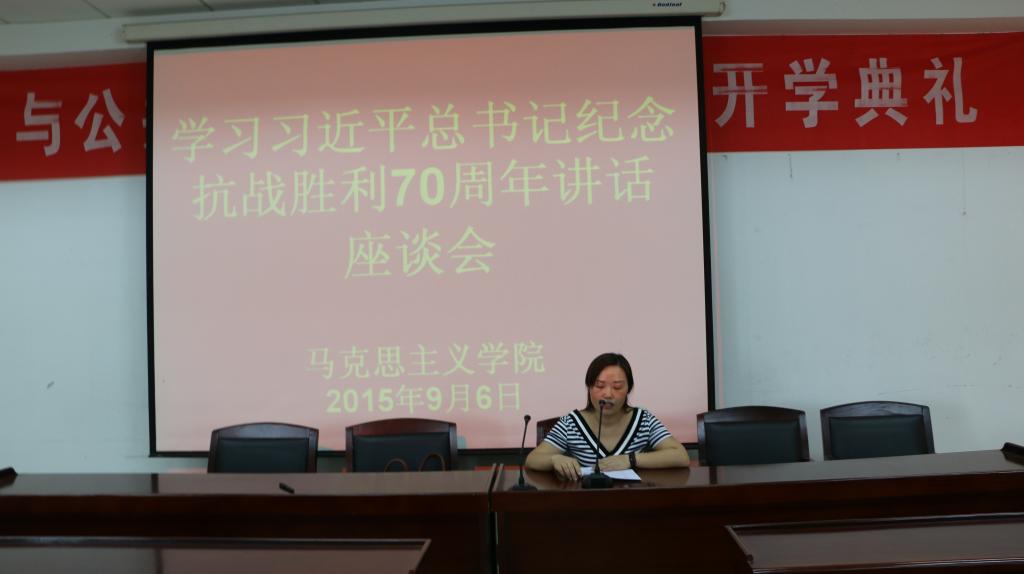 与公
开学典礼
学习习近平总书记纪念
抗战胜利70周年讲话
座谈会
马克思主义学院
2015年9月6日